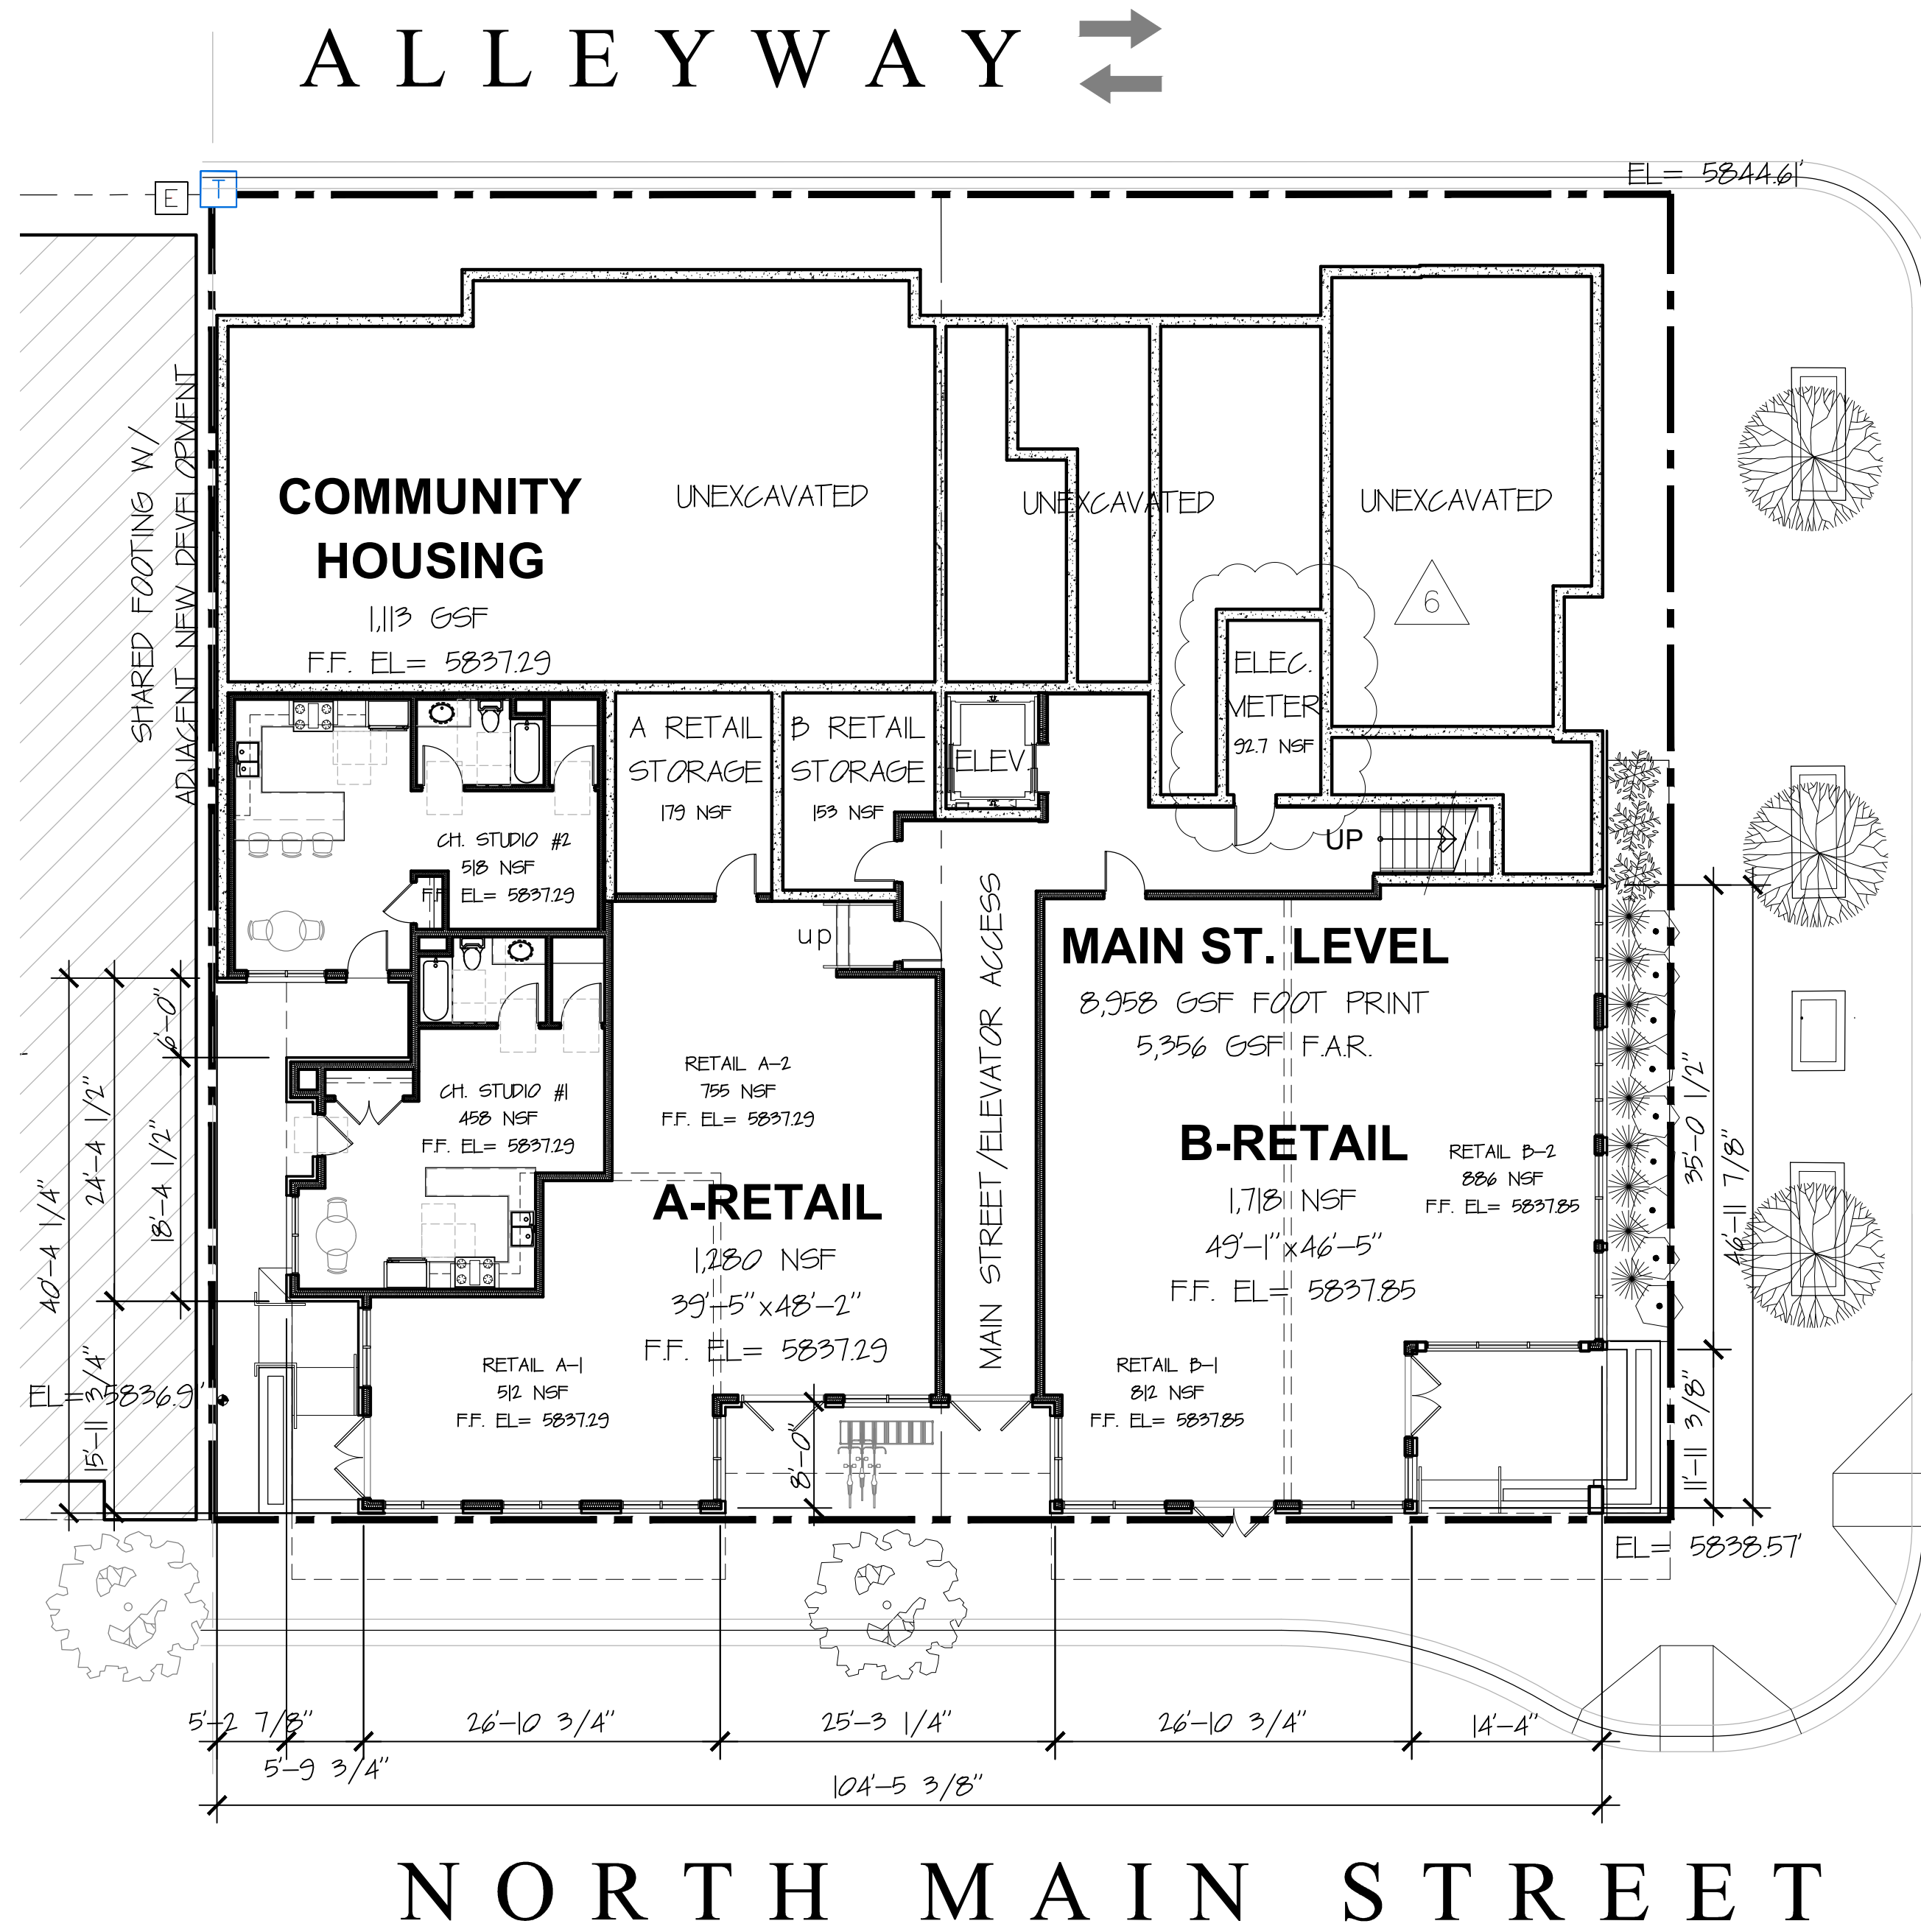 ALLEYWAY
EL= 5844.61'
E
T
SHARED FOOTING W/
ADJACENT NEW DEVELOPMENT
COMMUNITY
HOUSING
1,113 GSF
F.F. EL= 5837.29
UNEXCAVATED
UNEXCAVATED
UNEXCAVATED
6
ELEC.
METER
92.7 NSF
A RETAIL
STORAGE
179 NSF
B RETAIL
STORAGE
153 NSF
ELEV.
UP
CH. STUDIO #2
518 NSF
F.F. EL= 5837.29
up
MAIN STREET/ELEVATOR ACCESS
MAIN ST. LEVEL
8,958 GSF FOOT PRINT
5,356 GSF F.A.R.
CH. STUDIO #1
458 NSF
F.F. EL= 5837.29
RETAIL A-2
755 NSF
F.F. EL= 5837.29
B-RETAIL
1,718 NSF
49'-1"x46'-5"
F.F. EL= 5837.85
RETAIL B-2
886 NSF
F.F. EL= 5837.85
A-RETAIL
1,280 NSF
39'-5"x48'-2"
F.F. EL= 5837.29
RETAIL A-1
512 NSF
F.F. EL= 5837.29
RETAIL B-1
812 NSF
F.F. EL= 5837.85
6'-0"
24'-4 1/2"
18'-4 1/2"
40'-4 1/4"
15'-11 3/4"
EL=5836.9'
8'-0"
35'-0 1/2"
46'-11 7/8"
11'-11 3/8"
EL= 5838.57'
5'-2 7/8"
26'-10 3/4"
25'-3 1/4"
26'-10 3/4"
14'-4"
5'-9 3/4"
104'-5 3/8"
NORTH MAIN STREET